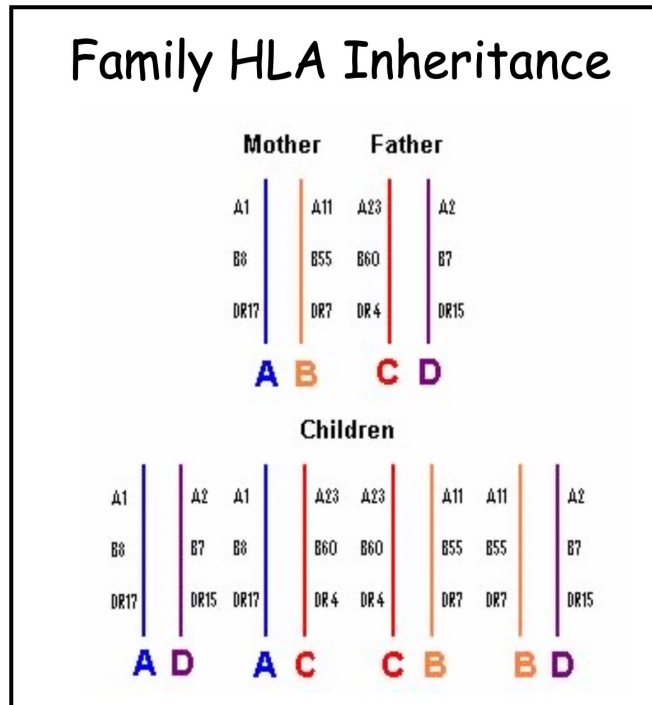 Family HLA Inheritance
Mother Father
A1 A11 A23 A2
B8 B55 B60 B7
DR17 DR7 DR4 DR15
A B C D
Children
A1 A2 A1 A23 A23 A11 A11 A2
B8 B7 B8 B60 B60 B55 B55 B7
DR17 DR15 DR17 DR4 DR4 DR7 DR7 DR15
A D A C C B B D